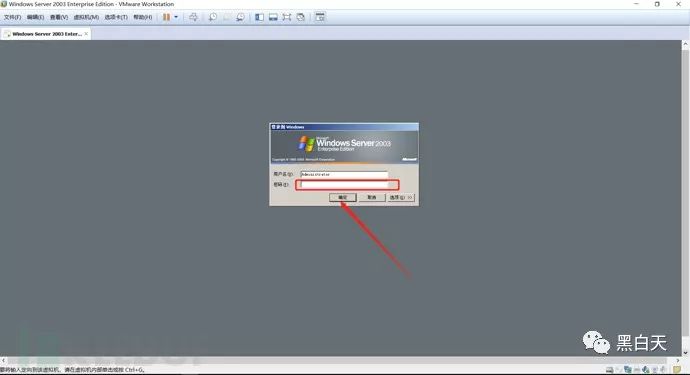 Windows Server 2003 Enterprise Edition - VMware Workstation
文件(F) 编辑(E) 查看(V) 虚拟机(M) 选项卡(T) 帮助(H)
Windows Server 2003 Enter...
登录到 Windows
Microsoft
Windows Server 2003
Enterprise Edition
Copyright © 1985-2003 Microsoft Corporation
Microsoft
用户名(U): Administrator
密码(P):
确定 取消 选项(O) >>
黑白天
要将输入定向到该虚拟机，请在虚拟机内部单击或按 Ctrl+G。